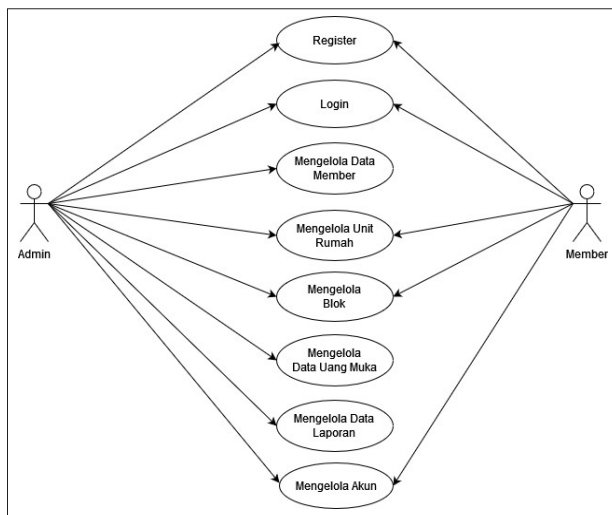 Register
Login
Mengelola Data
Member
Mengelola Unit
Rumah
Admin
Member
Mengelola
Blok
Mengelola
Data Uang Muka
Mengelola Data
Laporan
Mengelola Akun